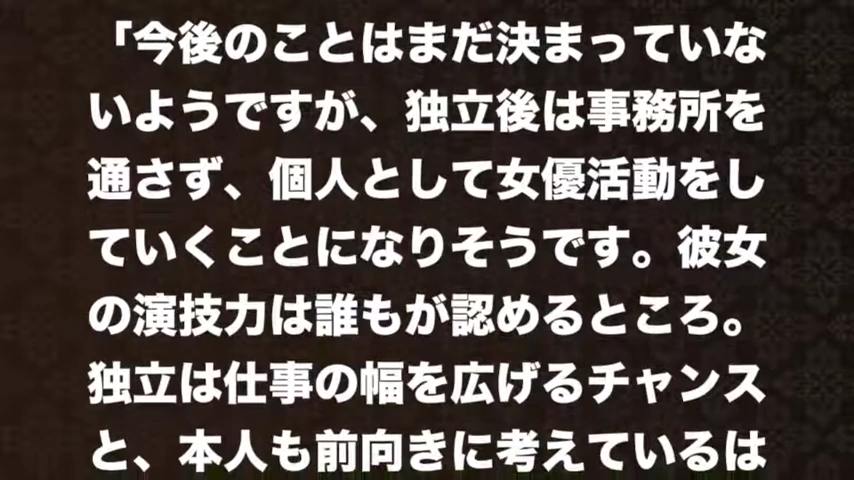 「今後のことはまだ決まっていな
いようですが、独立後は事務所を
通さず、個人として女優活動をし
ていくことになりそうです。彼女
の演技力は誰もが認めるところ。
独立は仕事の幅を広げるチャンス
と、本人も前向きに考えているは